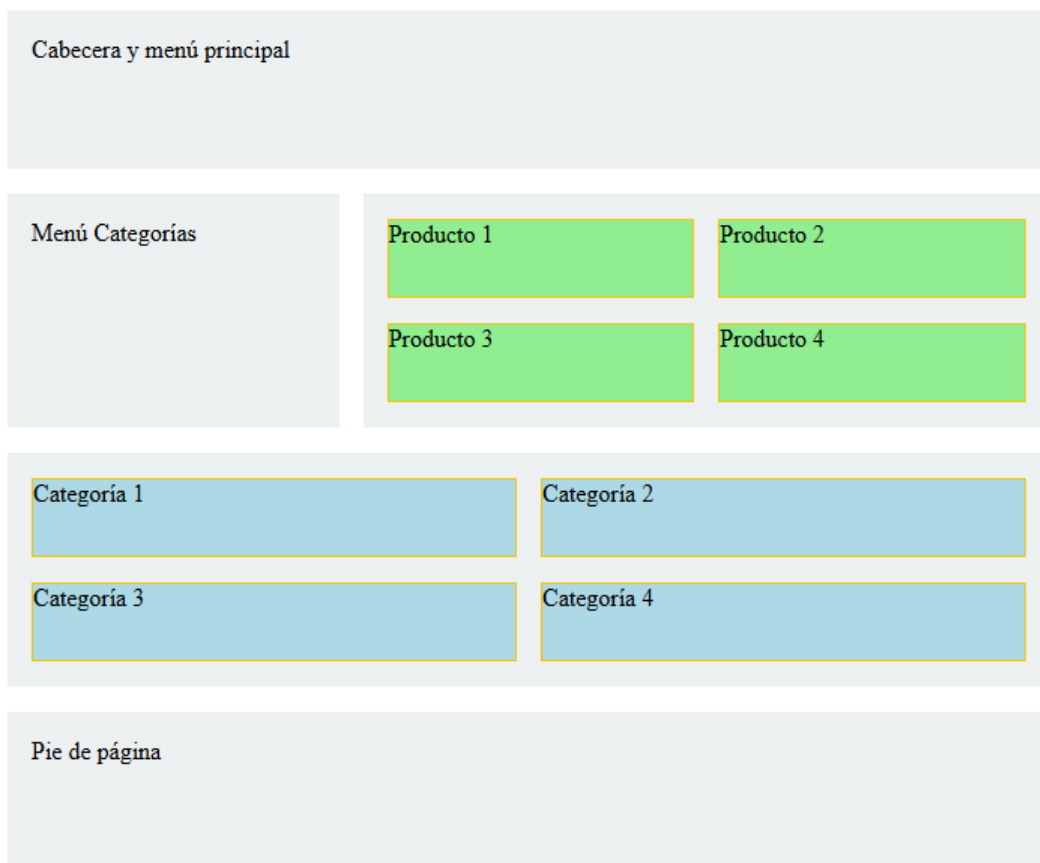 Cabecera y menú principal
Menú Categorías
Producto 1
Producto 2
Producto 3
Producto 4
Categoría 1
Categoría 2
Categoría 3
Categoría 4
Pie de página